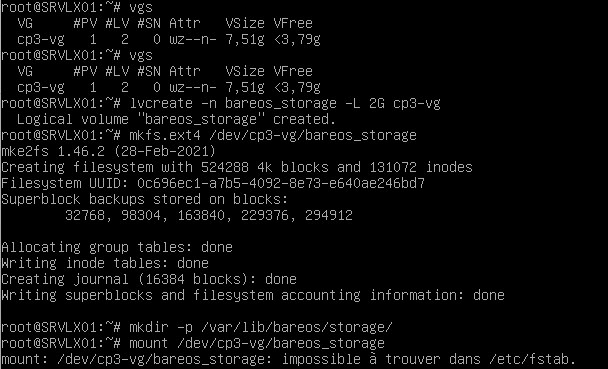 root@SRVLX01:~# vgs
VG #PV #LV #SN Attr VSize VFree
cp3-vg 1 2 0 wz--n- 7,51g <3,79g
root@SRVLX01:~# vgs
VG #PV #LV #SN Attr VSize VFree
cp3-vg 1 2 0 wz--n- 7,51g <3,79g
root@SRVLX01:~# lvcreate -n bareos_storage -L 2G cp3-vg
Logical volume "bareos_storage" created.
root@SRVLX01:~# mkfs.ext4 /dev/cp3-vg/bareos_storage
mke2fs 1.46.2 (28-Feb-2021)
Creating filesystem with 524288 4k blocks and 131072 inodes
Filesystem UUID: 0c696ec1-a7b5-4092-8e73-e640ae246bd7
Superblock backups stored on blocks:
32768, 98304, 163840, 229376, 294912
Allocating group tables: done
Writing inode tables: done
Creating journal (16384 blocks): done
Writing superblocks and filesystem accounting information: done
root@SRVLX01:~# mkdir -p /var/lib/bareos/storage/
root@SRVLX01:~# mount /dev/cp3-vg/bareos_storage
mount: /dev/cp3-vg/bareos_storage: impossible à trouver dans /etc/fstab.